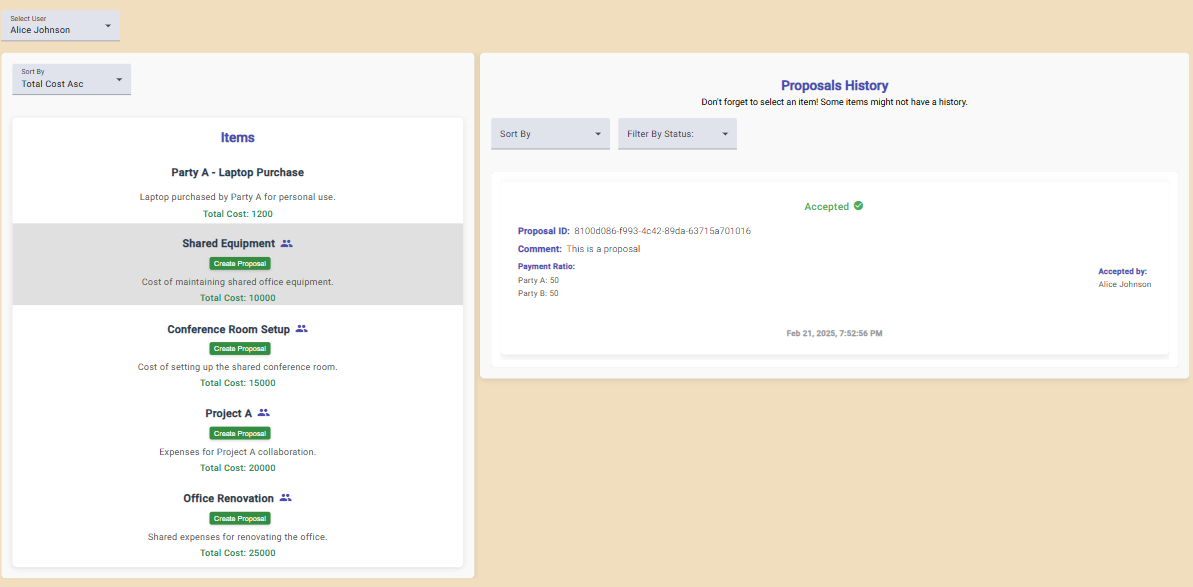 Select User
Alice Johnson
Sort By
Total Cost Asc
Items
Party A - Laptop Purchase
Laptop purchased by Party A for personal use.
Total Cost: 1200
Shared Equipment
Create Proposal
Cost of maintaining shared office equipment.
Total Cost: 10000
Conference Room Setup
Create Proposal
Cost of setting up the shared conference room.
Total Cost: 15000
Project A
Create Proposal
Expenses for Project A collaboration.
Total Cost: 20000
Office Renovation
Create Proposal
Shared expenses for renovating the office.
Total Cost: 25000
Proposals History
Don't forget to select an item! Some items might not have a history.
Sort By
Filter By Status:
Accepted
Proposal ID: 8100d086-f993-4c42-89da-63715a701016
Comment: This is a proposal
Payment Ratio:
Party A: 50
Party B: 50
Accepted by:
Alice Johnson
Feb 21, 2025, 7:52:56 PM